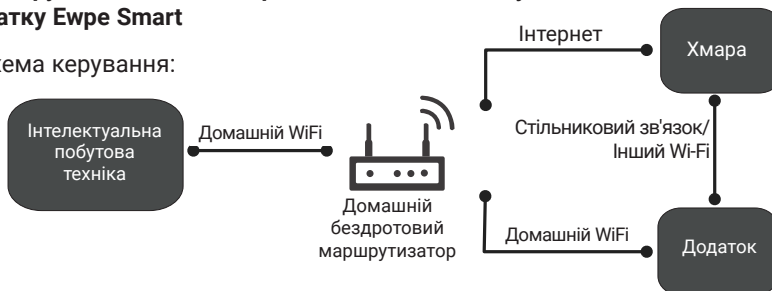 атку Ewpe Smart
хема керування:
Інтернет
Хмара
Інтелектуальна
побутова
техніка
Домашній WiFi
Стільниковий зв'язок/
Інший Wi-Fi
Домашній
бездротовий
маршрутизатор
Домашній WiFi
Додаток